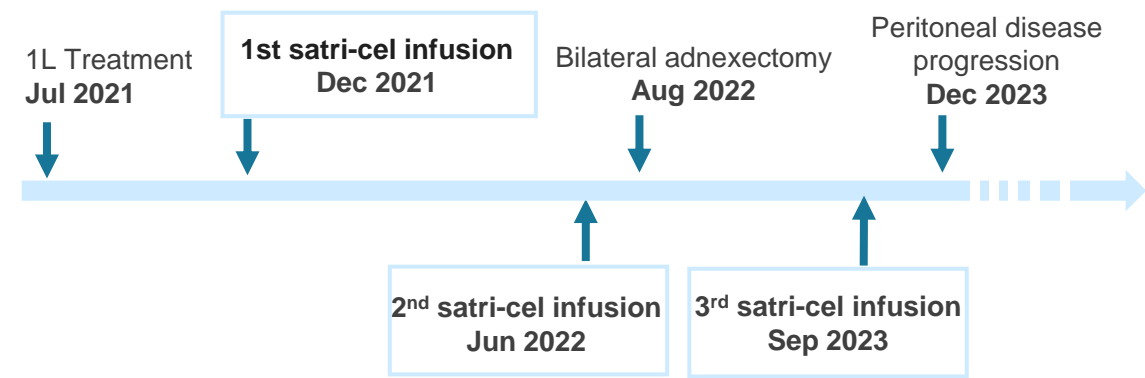 1L Treatment
Jul 2021
1st satri-cel infusion
Dec 2021
Bilateral adnexectomy
Aug 2022
Peritoneal disease
progression
Dec 2023
2nd satri-cel infusion
Jun 2022
3rd satri-cel infusion
Sep 2023